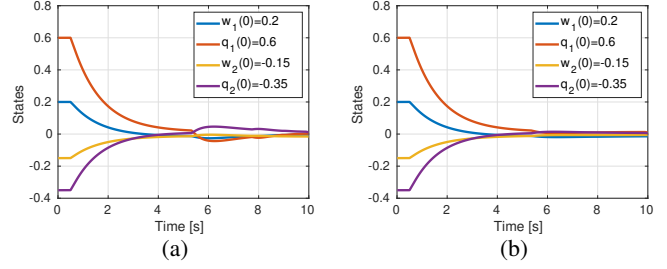 0.8
0.6
0.4
0.2
0
-0.2
-0.4
States
0 2 4 6 8 10
Time [s]
w1(0)=0.2
q1(0)=0.6
w2(0)=-0.15
q2(0)=-0.35
(a)
0.8
0.6
0.4
0.2
0
-0.2
-0.4
States
0 2 4 6 8 10
Time [s]
w1(0)=0.2
q1(0)=0.6
w2(0)=-0.15
q2(0)=-0.35
(b)